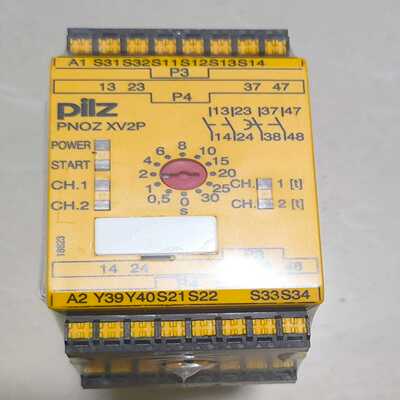 A1 S31 S32 S11 S12 S13 S14
P3
13 23 37 47
P4
pilz
PNOZ XV2P
13 23 37 47
14 24 38 48
POWER
START
CH.1
CH.2
0 0,5 1 2 4 6 8 10 15 20 25 30
s
CH. 1 [t]
CH. 2 [t]
14 24
A2 Y39 Y40 S21 S22 S33 S34